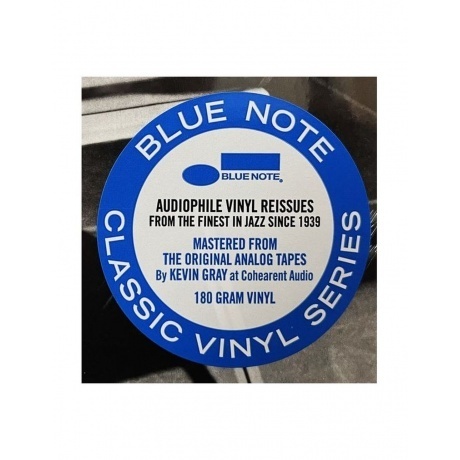 BLUE NOTE
BLUE NOTE®
AUDIOPHILE VINYL REISSUES
FROM THE FINEST IN JAZZ SINCE 1939
MASTERED FROM
THE ORIGINAL ANALOG TAPES
By KEVIN GRAY at Cohearent Audio
180 GRAM VINYL
CLASSIC VINYL SERIES